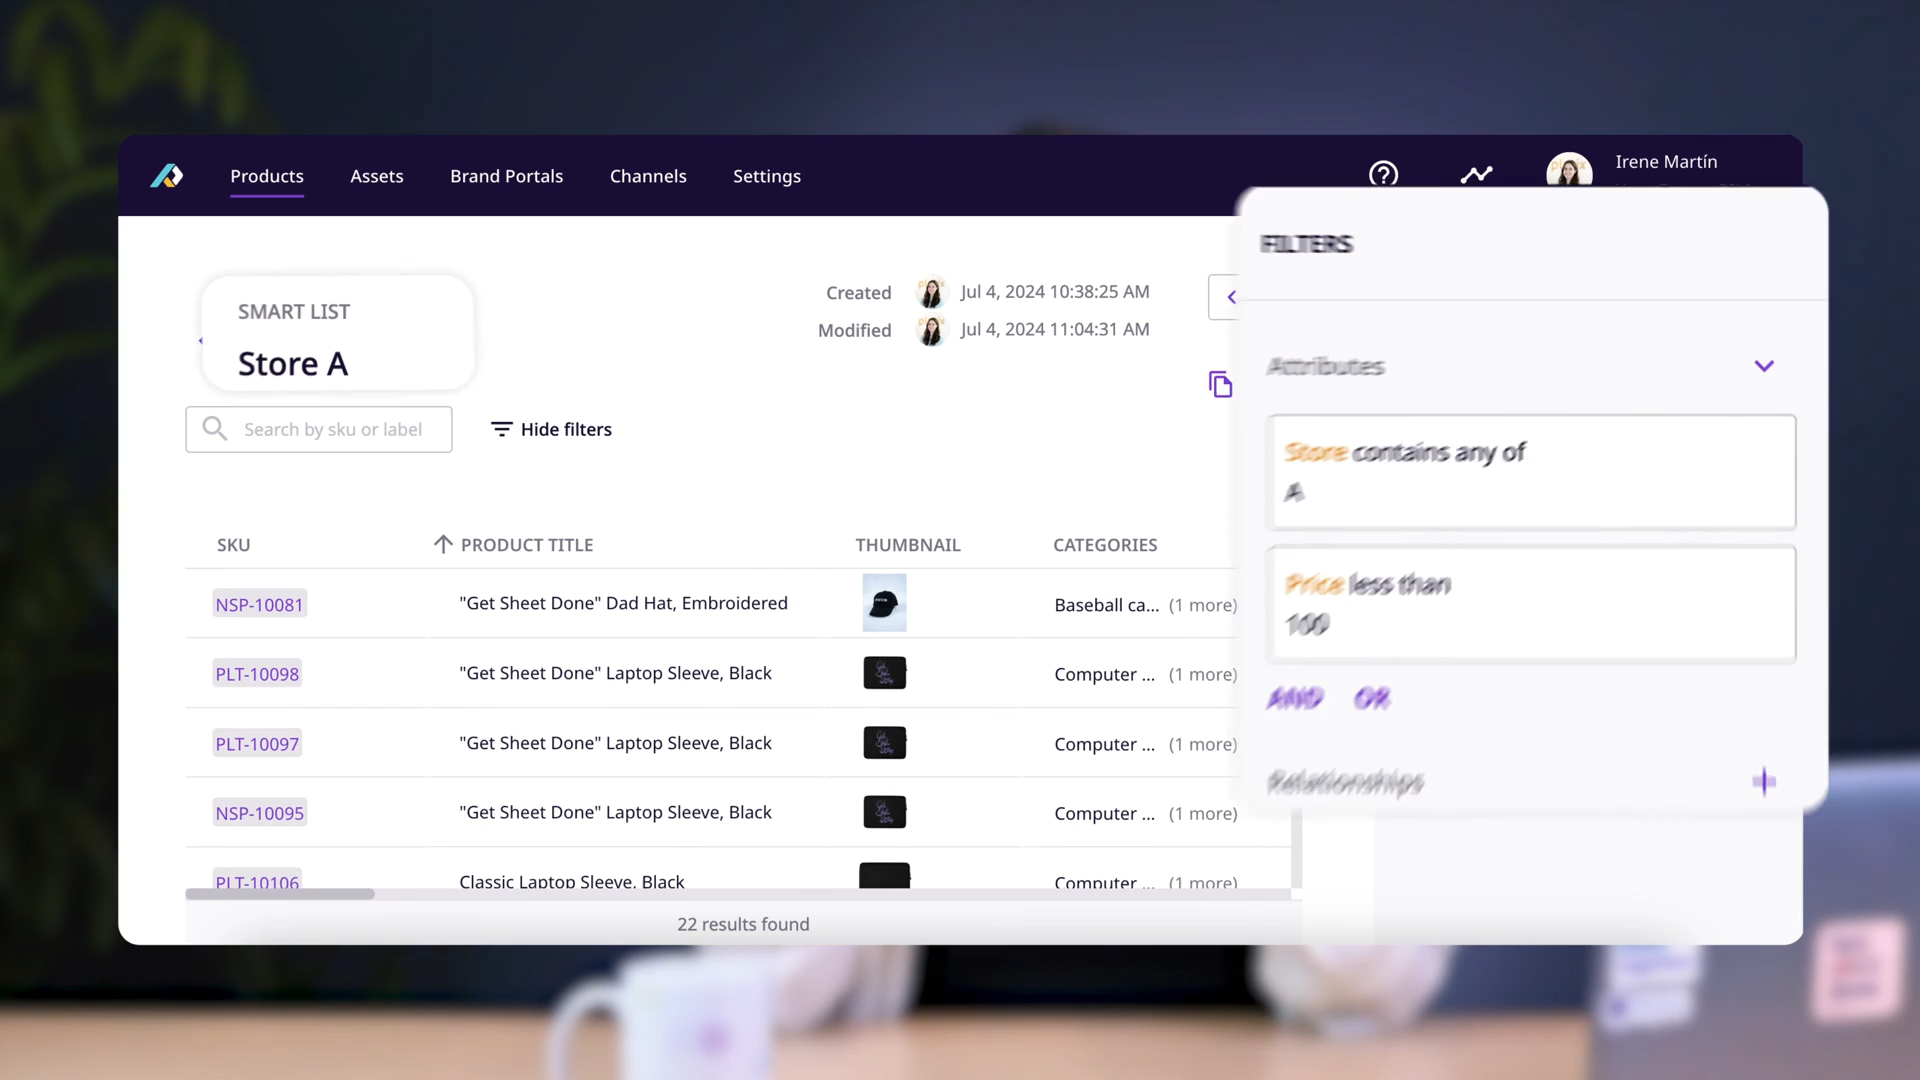 Products Assets Brand Portals Channels Settings
Irene Martín
SMART LIST
Store A
Created Jul 4, 2024 10:38:25 AM
Modified Jul 4, 2024 11:04:31 AM
Search by sku or label
Hide filters
SKU PRODUCT TITLE THUMBNAIL CATEGORIES
NSP-10081 "Get Sheet Done" Dad Hat, Embroidered Baseball ca... (1 more)
PLT-10098 "Get Sheet Done" Laptop Sleeve, Black Computer ... (1 more)
PLT-10097 "Get Sheet Done" Laptop Sleeve, Black Computer ... (1 more)
NSP-10095 "Get Sheet Done" Laptop Sleeve, Black Computer ... (1 more)
PLT-10106 Classic Laptop Sleeve, Black Computer ... (1 more)
22 results found
FILTERS
Attributes
Store contains any of
A
Price less than
100
AND OR
Relationships